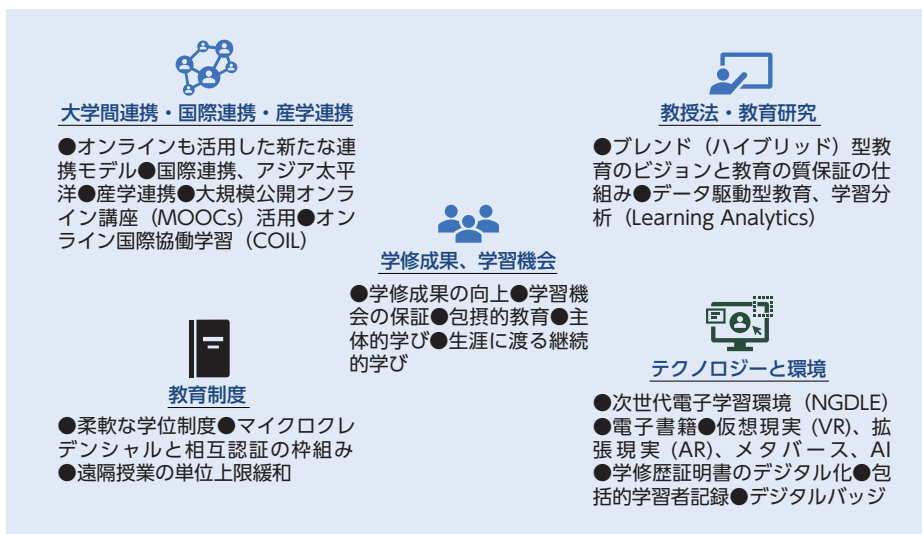 大学間連携・国際連携・産学連携
●オンラインも活用した新たな連
携モデル●国際連携、アジア太平
洋●産学連携●大規模公開オンラ
イン講座（MOOCs）活用●オン
ライン国際協働学習（COIL）
教授法・教育研究
●ブレンド（ハイブリッド）型教
育のビジョンと教育の質保証の仕
組み●データ駆動型教育、学習分
析（Learning Analytics）
学修成果、学習機会
●学修成果の向上●学習機
会の保証●包摂的教育●主
体的学び●生涯に渡る継続
的学び
教育制度
●柔軟な学位制度●マイクロクレ
デンシャルと相互認証の枠組み
●遠隔授業の単位上限緩和
テクノロジーと環境
●次世代電子学習環境（NGDLE）
●電子書籍●仮想現実 (VR)、拡
張現実 (AR)、メタバース、AI
●学修歴証明書のデジタル化●包
括的学習者記録●デジタルバッジ